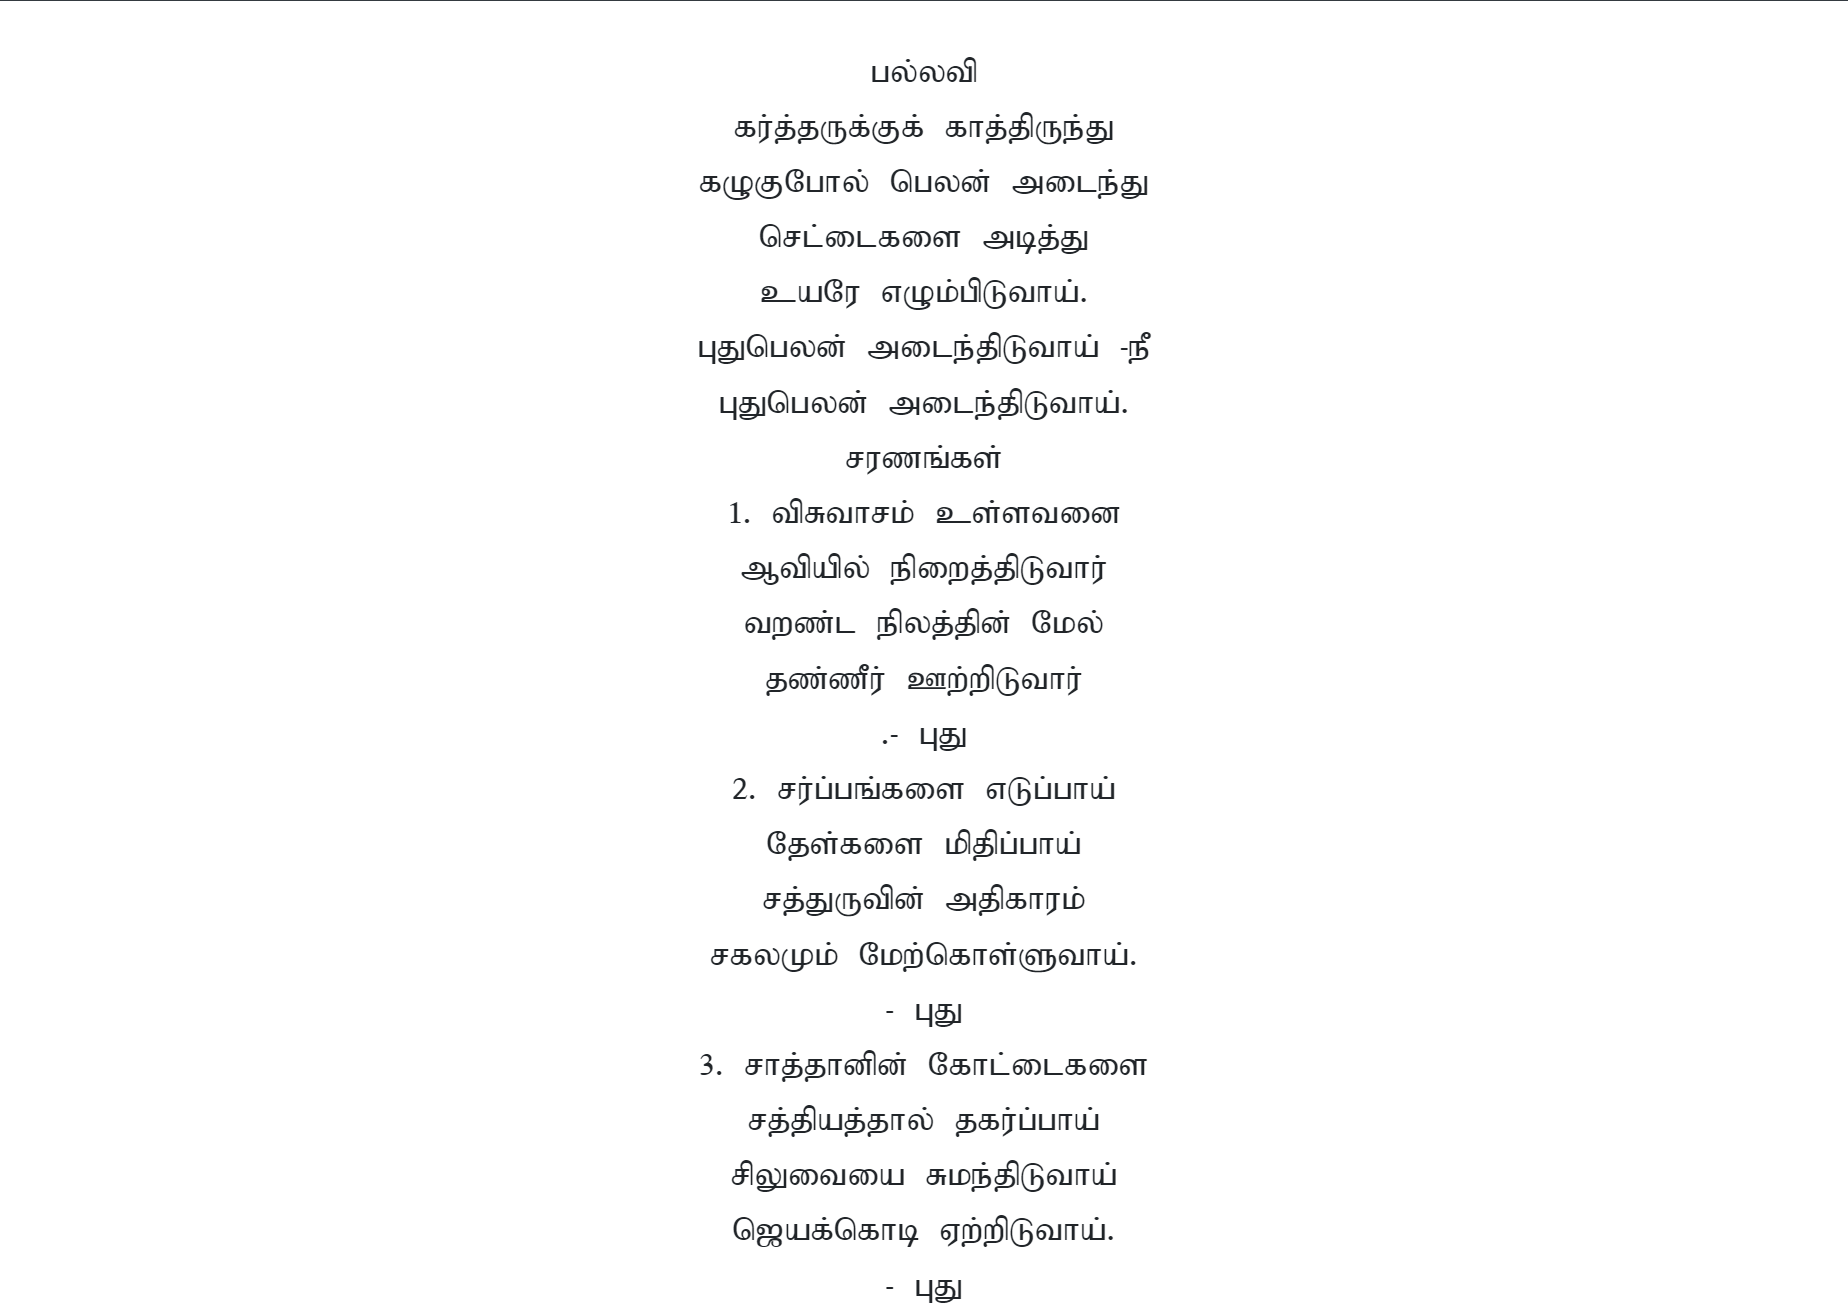 பல்லவி
கர்த்தருக்குக் காத்திருந்து
கழுகுபோல் பெலன் அடைந்து
செட்டைகளை அடித்து
உயரே எழும்பிடுவாய்.
புதுபெலன் அடைந்திடுவாய் -நீ
புதுபெலன் அடைந்திடுவாய்.
சரணங்கள்
1. விசுவாசம் உள்ளவனை
ஆவியில் நிறைத்திடுவார்
வறண்ட நிலத்தின் மேல்
தண்ணீர் ஊற்றிடுவார்
.- புது
2. சர்ப்பங்களை எடுப்பாய்
தேள்களை மிதிப்பாய்
சத்துருவின் அதிகாரம்
சகலமும் மேற்கொள்ளுவாய்.
- புது
3. சாத்தானின் கோட்டைகளை
சத்தியத்தால் தகர்ப்பாய்
சிலுவையை சுமந்திடுவாய்
ஜெயக்கொடி ஏற்றிடுவாய்.
- புது